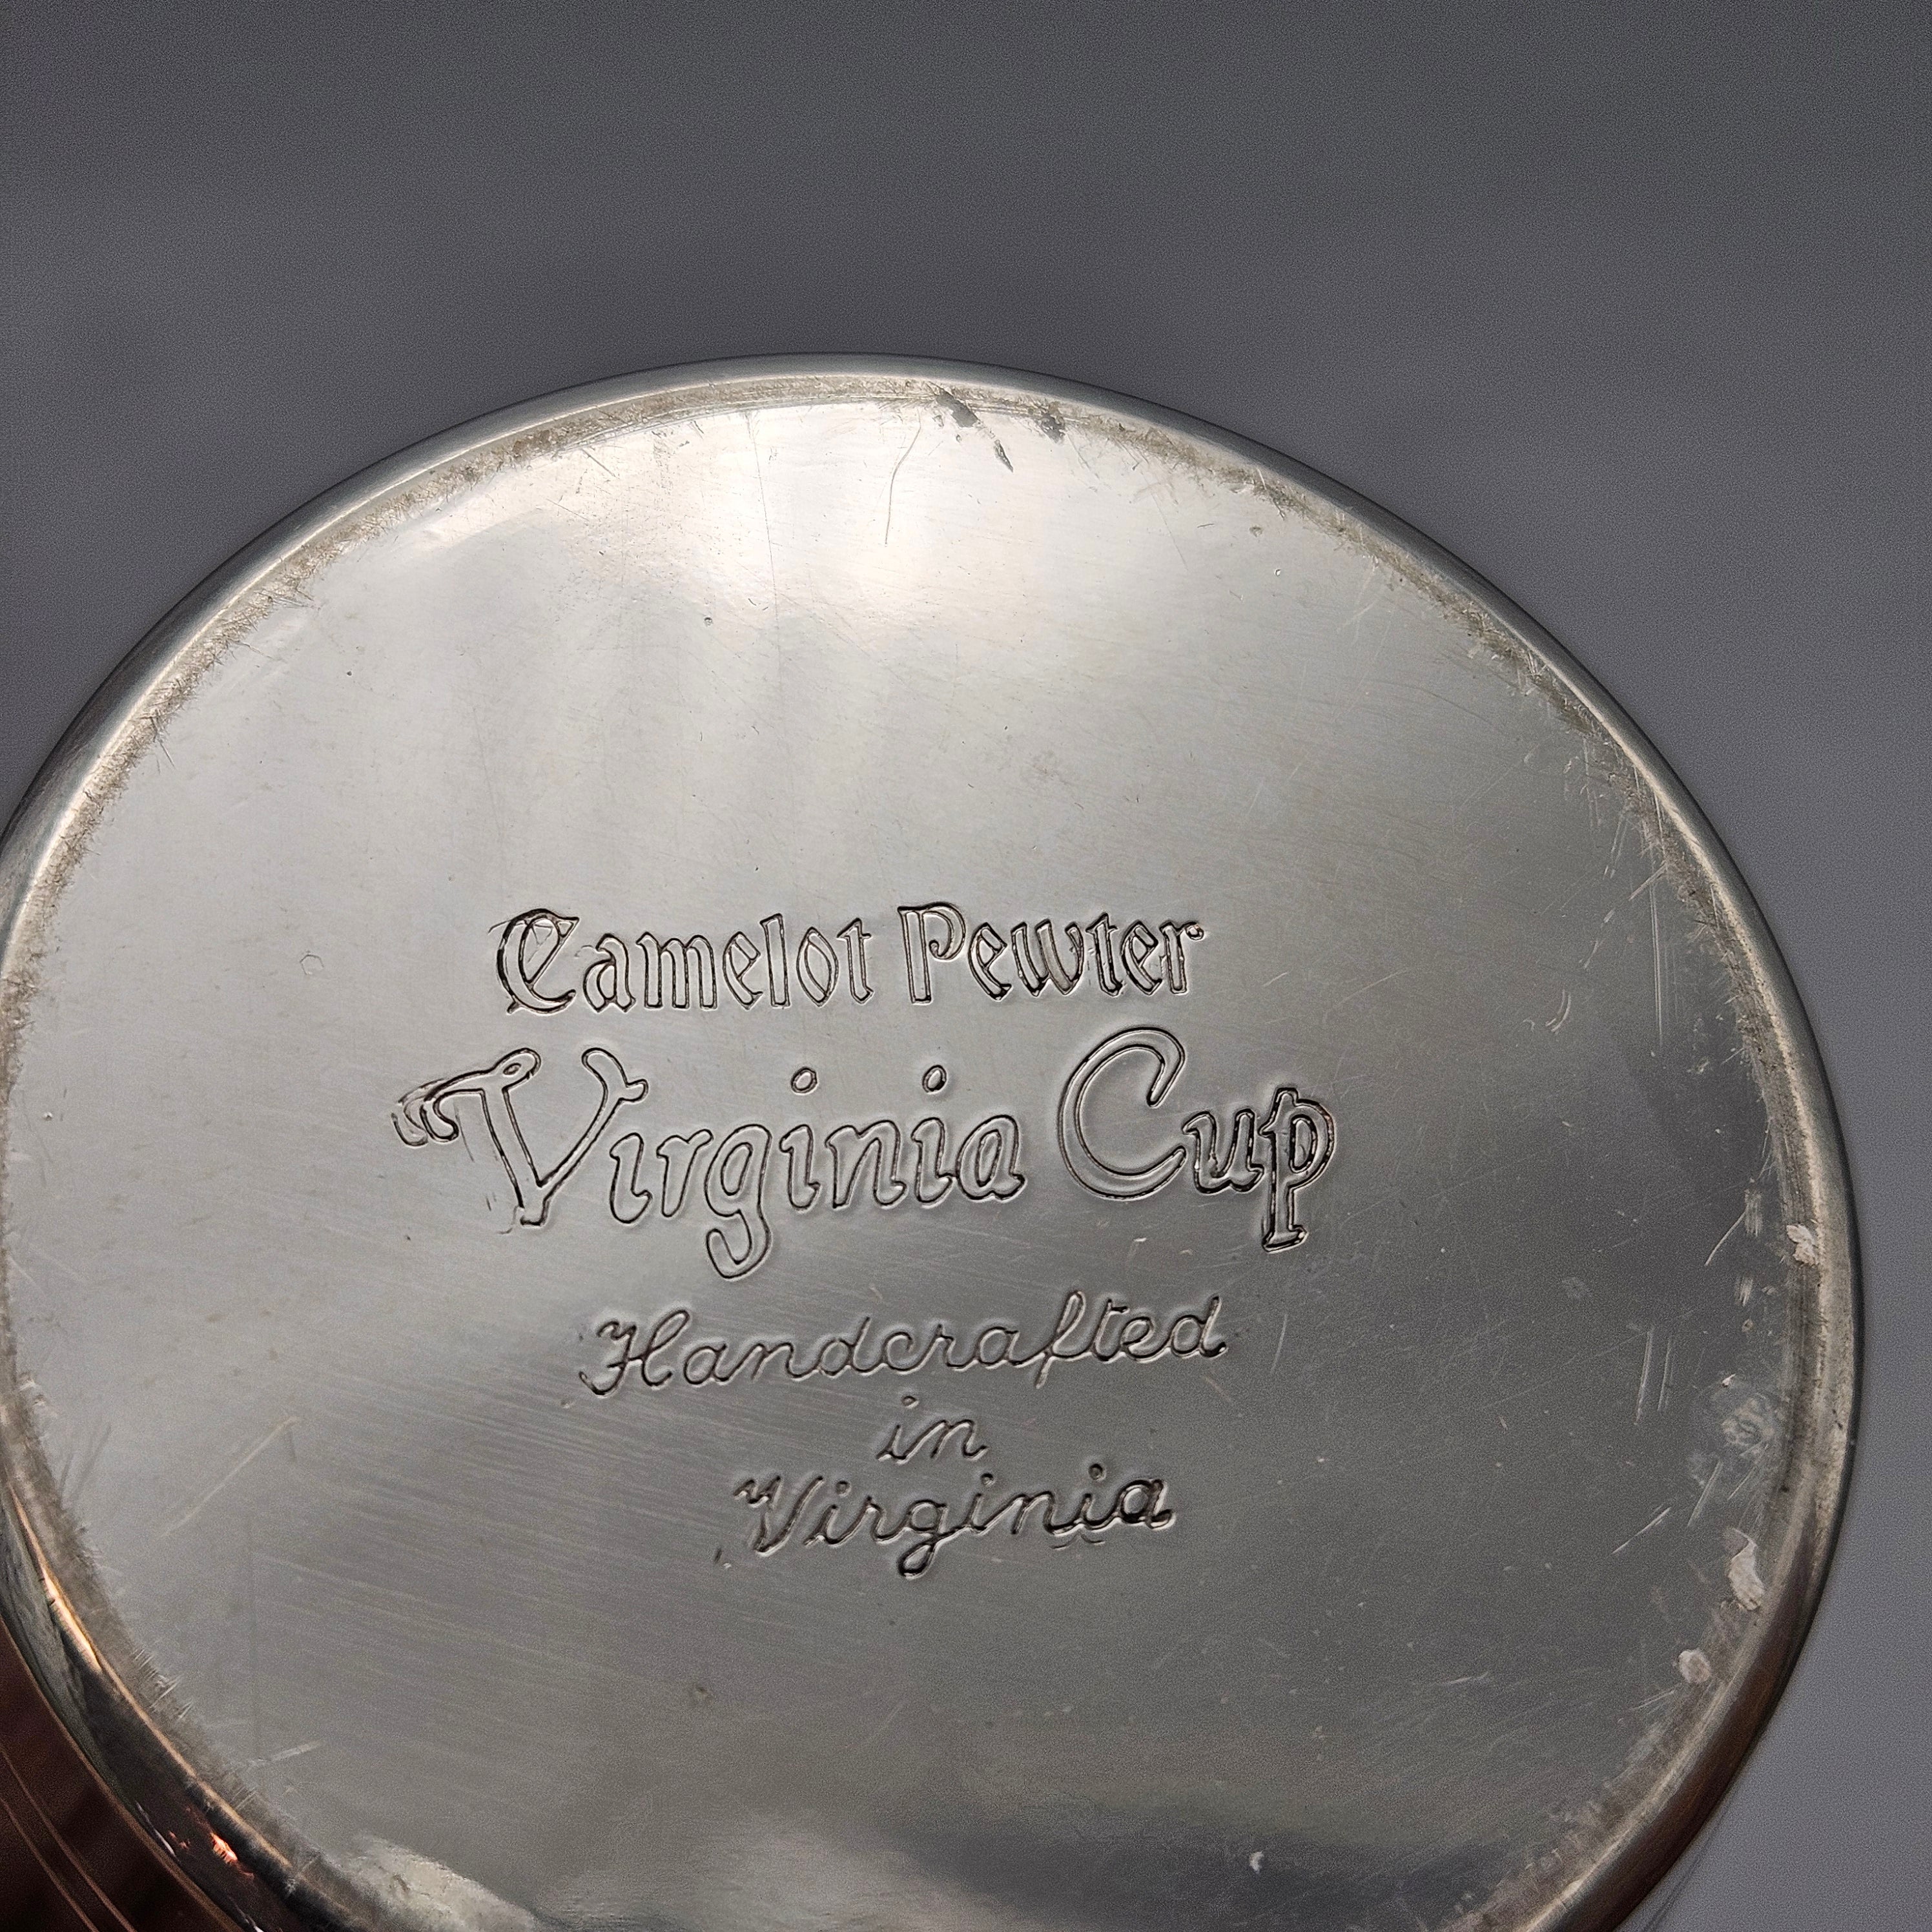 Camelot Pewter
Virginia Cup
Handcrafted
in
Virginia